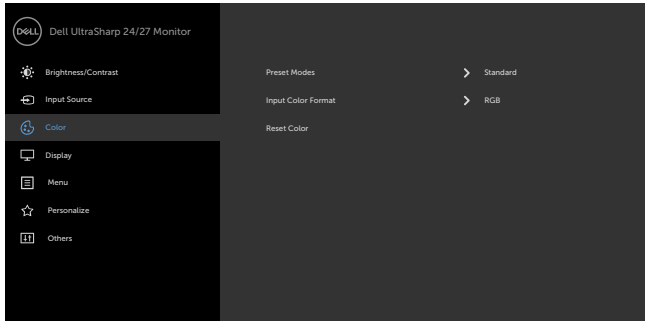 DELL
Dell UltraSharp 24/27 Monitor
Brightness/Contrast
Input Source
Color
Display
Menu
Personalize
Others
Preset Modes Standard
Input Color Format RGB
Reset Color